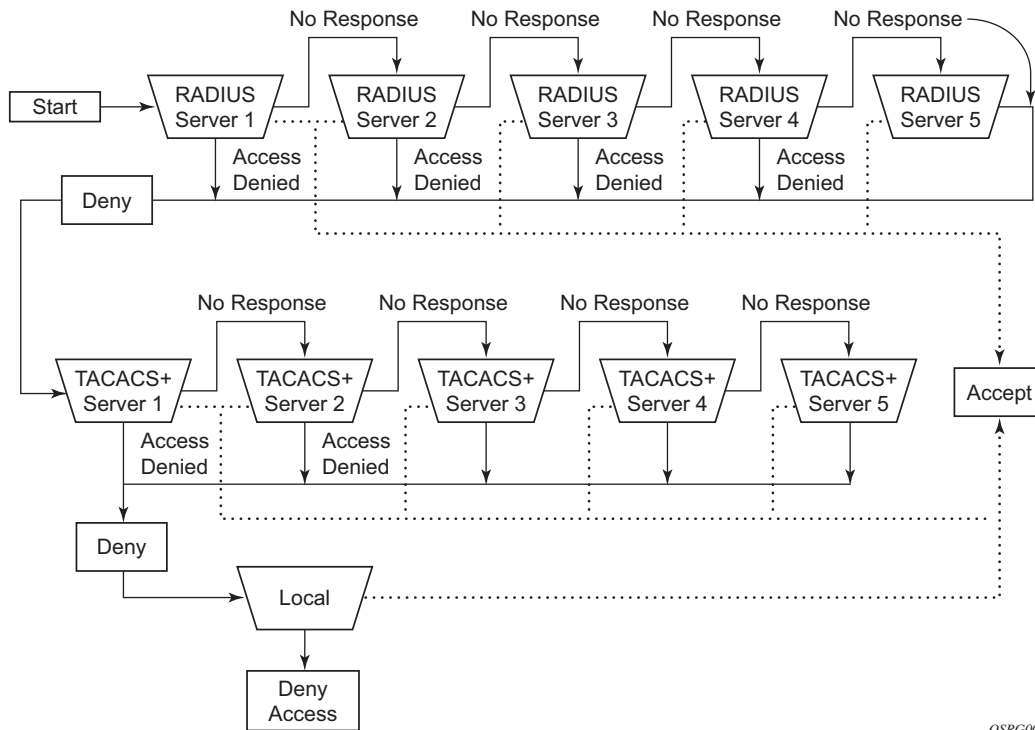 No Response
No Response
No Response
No Response
No Response
Start
RADIUS
Server 1
RADIUS
Server 2
RADIUS
Server 3
RADIUS
Server 4
RADIUS
Server 5
Access
Denied
Access
Denied
Access
Denied
Access
Denied
Deny
No Response
No Response
No Response
No Response
TACACS+
Server 1
TACACS+
Server 2
TACACS+
Server 3
TACACS+
Server 4
TACACS+
Server 5
Accept
Access
Denied
Access
Denied
Deny
Local
Deny
Access